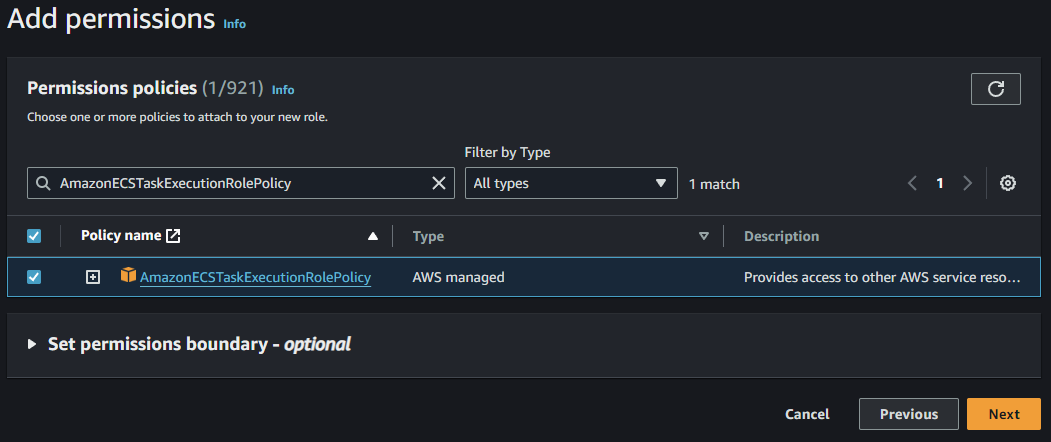 Add permissions Info
Permissions policies (1/921) Info
Choose one or more policies to attach to your new role.
Filter by Type
AmazonECSTaskExecutionRolePolicy
All types
1 match
1
Policy name
Type
Description
AmazonECSTaskExecutionRolePolicy
AWS managed
Provides access to other AWS service reso...
Set permissions boundary - optional
Cancel
Previous
Next